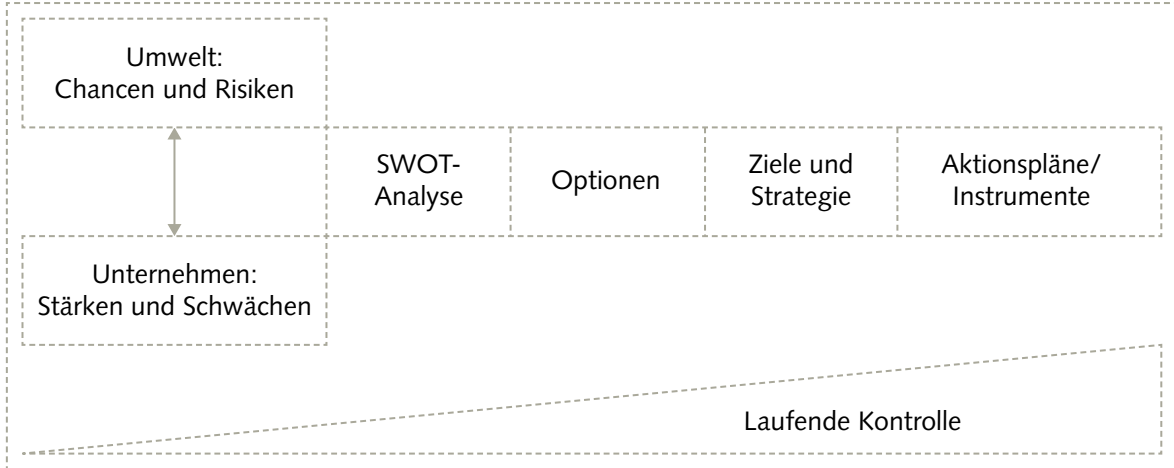 Umwelt:
Chancen und Risiken
SWOT-
Analyse
Optionen
Ziele und
Strategie
Aktionspläne/
Instrumente
Unternehmen:
Stärken und Schwächen
Laufende Kontrolle